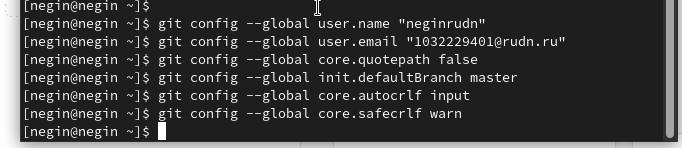 [negin@negin ~]$
[negin@negin ~]$ git config --global user.name "neginrudn"
[negin@negin ~]$ git config --global user.email "1032229401@rudn.ru"
[negin@negin ~]$ git config --global core.quotepath false
[negin@negin ~]$ git config --global init.defaultBranch master
[negin@negin ~]$ git config --global core.autocrlf input
[negin@negin ~]$ git config --global core.safecrlf warn
[negin@negin ~]$